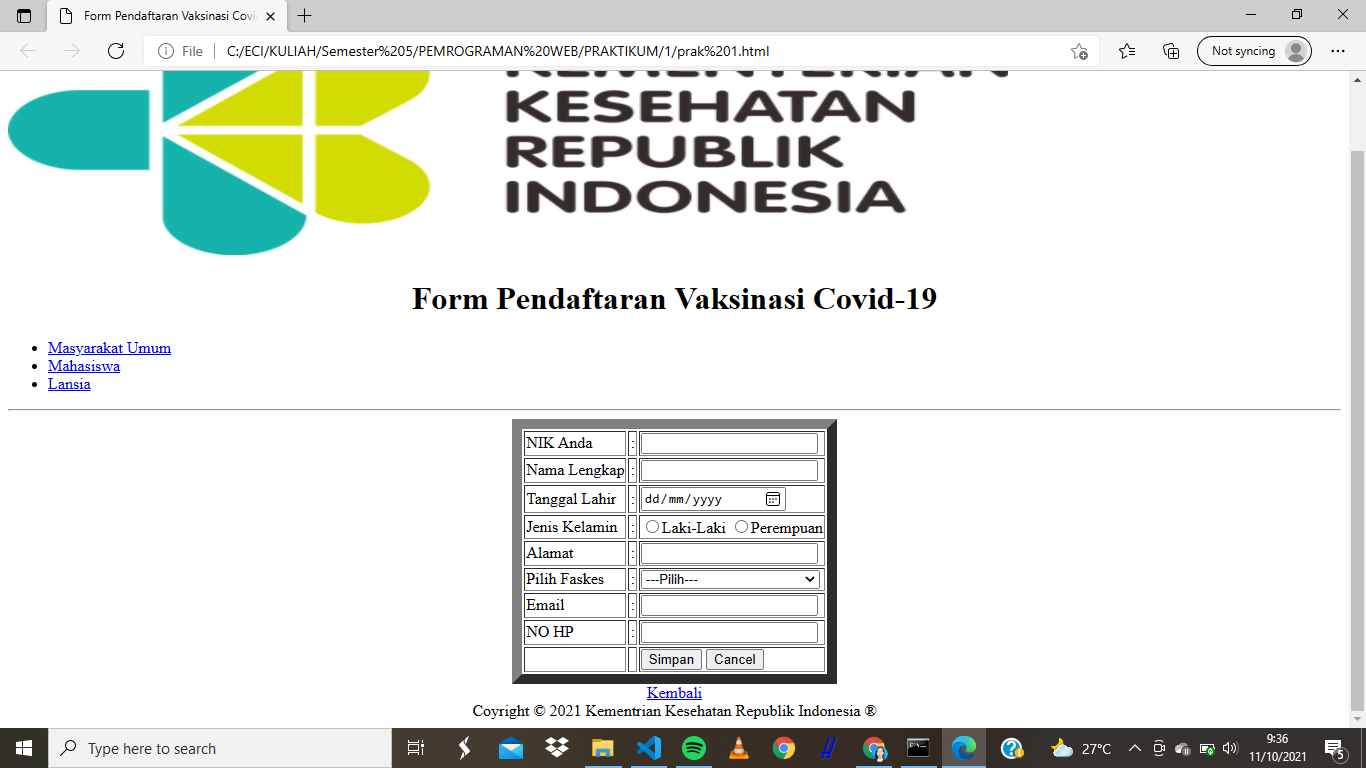 Form Pendaftaran Vaksinasi Covi
File
C:/ECI/KULIAH/Semester%205/PEMROGRAMAN%20WEB/PRAKTIKUM/1/prak%201.html
Not syncing
KEMENTERIAN
KESEHATAN
REPUBLIK
INDONESIA
Form Pendaftaran Vaksinasi Covid-19
Masyarakat Umum
Mahasiswa
Lansia
NIK Anda :
Nama Lengkap :
Tanggal Lahir : dd/mm/yyyy
Jenis Kelamin : Laki-Laki Perempuan
Alamat :
Pilih Faskes : ---Pilih---
Email :
NO HP :
Simpan Cancel
Kembali
Coyright © 2021 Kementrian Kesehatan Republik Indonesia ®
Type here to search
27°C
9:36
11/10/2021
5